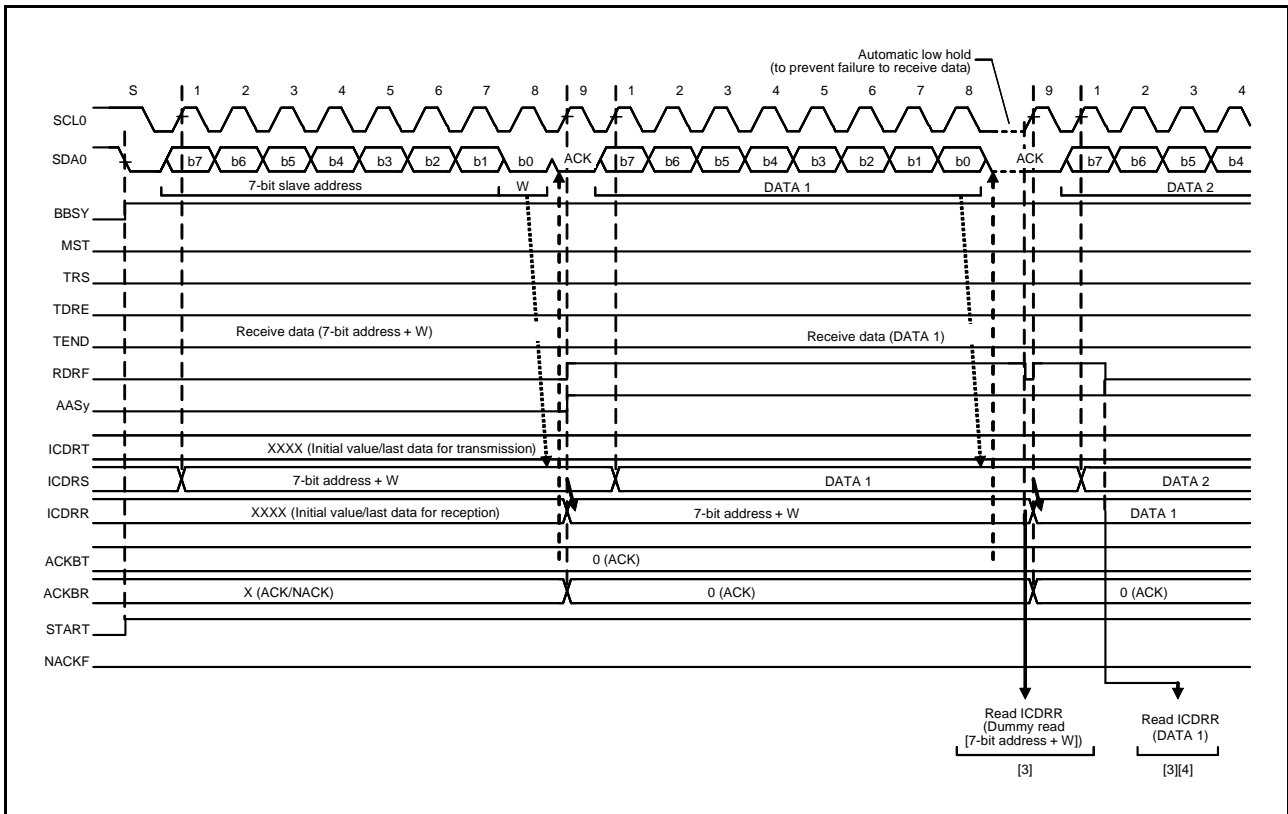 Automatic low hold
(to prevent failure to receive data)
S 1 2 3 4 5 6 7 8 9 1 2 3 4 5 6 7 8 9 1 2 3 4
SCL0
SDA0 b7 b6 b5 b4 b3 b2 b1 b0 ACK b7 b6 b5 b4 b3 b2 b1 b0 ACK b7 b6 b5 b4
7-bit slave address W DATA 1 DATA 2
BBSY
MST
TRS
TDRE
Receive data (7-bit address + W) Receive data (DATA 1)
TEND
RDRF
AASy
ICDRT XXXX (Initial value/last data for transmission)
ICDRS 7-bit address + W DATA 1 DATA 2
ICDRR XXXX (Initial value/last data for reception) 7-bit address + W DATA 1
ACKBT 0 (ACK)
ACKBR X (ACK/NACK) 0 (ACK) 0 (ACK)
START
NACKF
Read ICDRR
(Dummy read
[7-bit address + W])
[3]
Read ICDRR
(DATA 1)
[3][4]